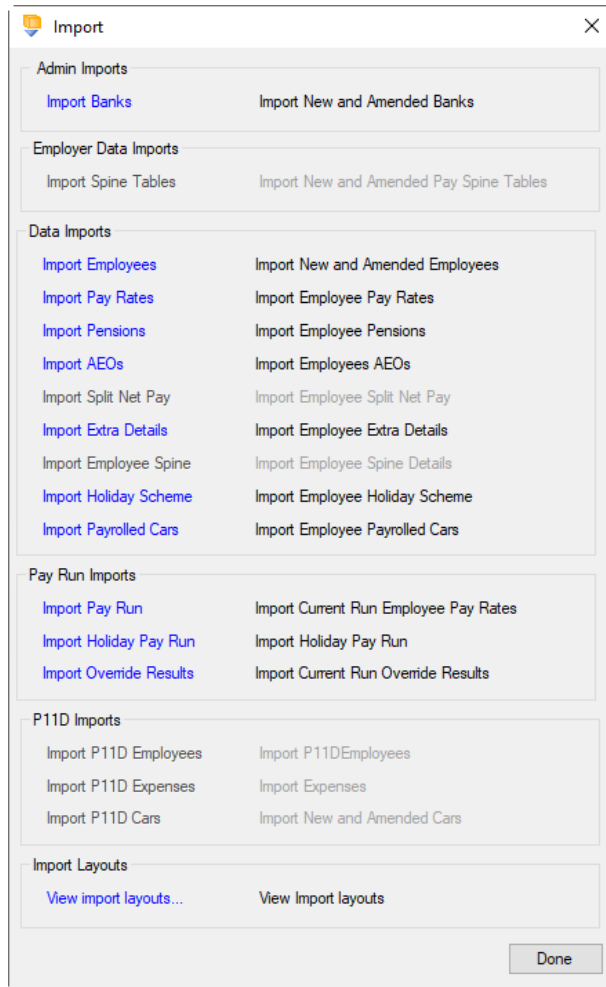 Import
Admin Imports
Import Banks Import New and Amended Banks
Employer Data Imports
Import Spine Tables Import New and Amended Pay Spine Tables
Data Imports
Import Employees Import New and Amended Employees
Import Pay Rates Import Employee Pay Rates
Import Pensions Import Employee Pensions
Import AEOs Import Employees AEOs
Import Split Net Pay Import Employee Split Net Pay
Import Extra Details Import Employee Extra Details
Import Employee Spine Import Employee Spine Details
Import Holiday Scheme Import Employee Holiday Scheme
Import Payrolled Cars Import Employee Payrolled Cars
Pay Run Imports
Import Pay Run Import Current Run Employee Pay Rates
Import Holiday Pay Run Import Holiday Pay Run
Import Override Results Import Current Run Override Results
P11D Imports
Import P11D Employees Import P11DEmployees
Import P11D Expenses Import Expenses
Import P11D Cars Import New and Amended Cars
Import Layouts
View import layouts... View Import layouts
Done